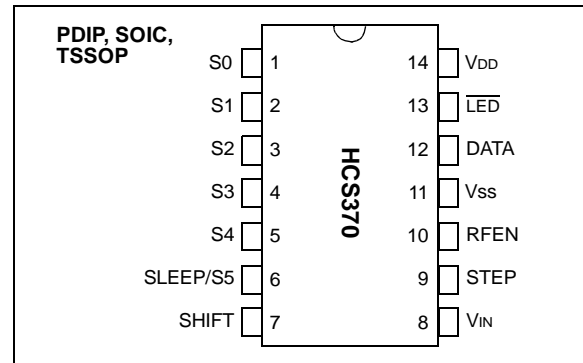 PDIP, SOIC,
TSSOP
S0 1 14 VDD
S1 2 13 LED
S2 3 12 DATA
S3 4 11 VSS
S4 5 10 RFEN
SLEEP/S5 6 9 STEP
SHIFT 7 8 VIN
HCS370